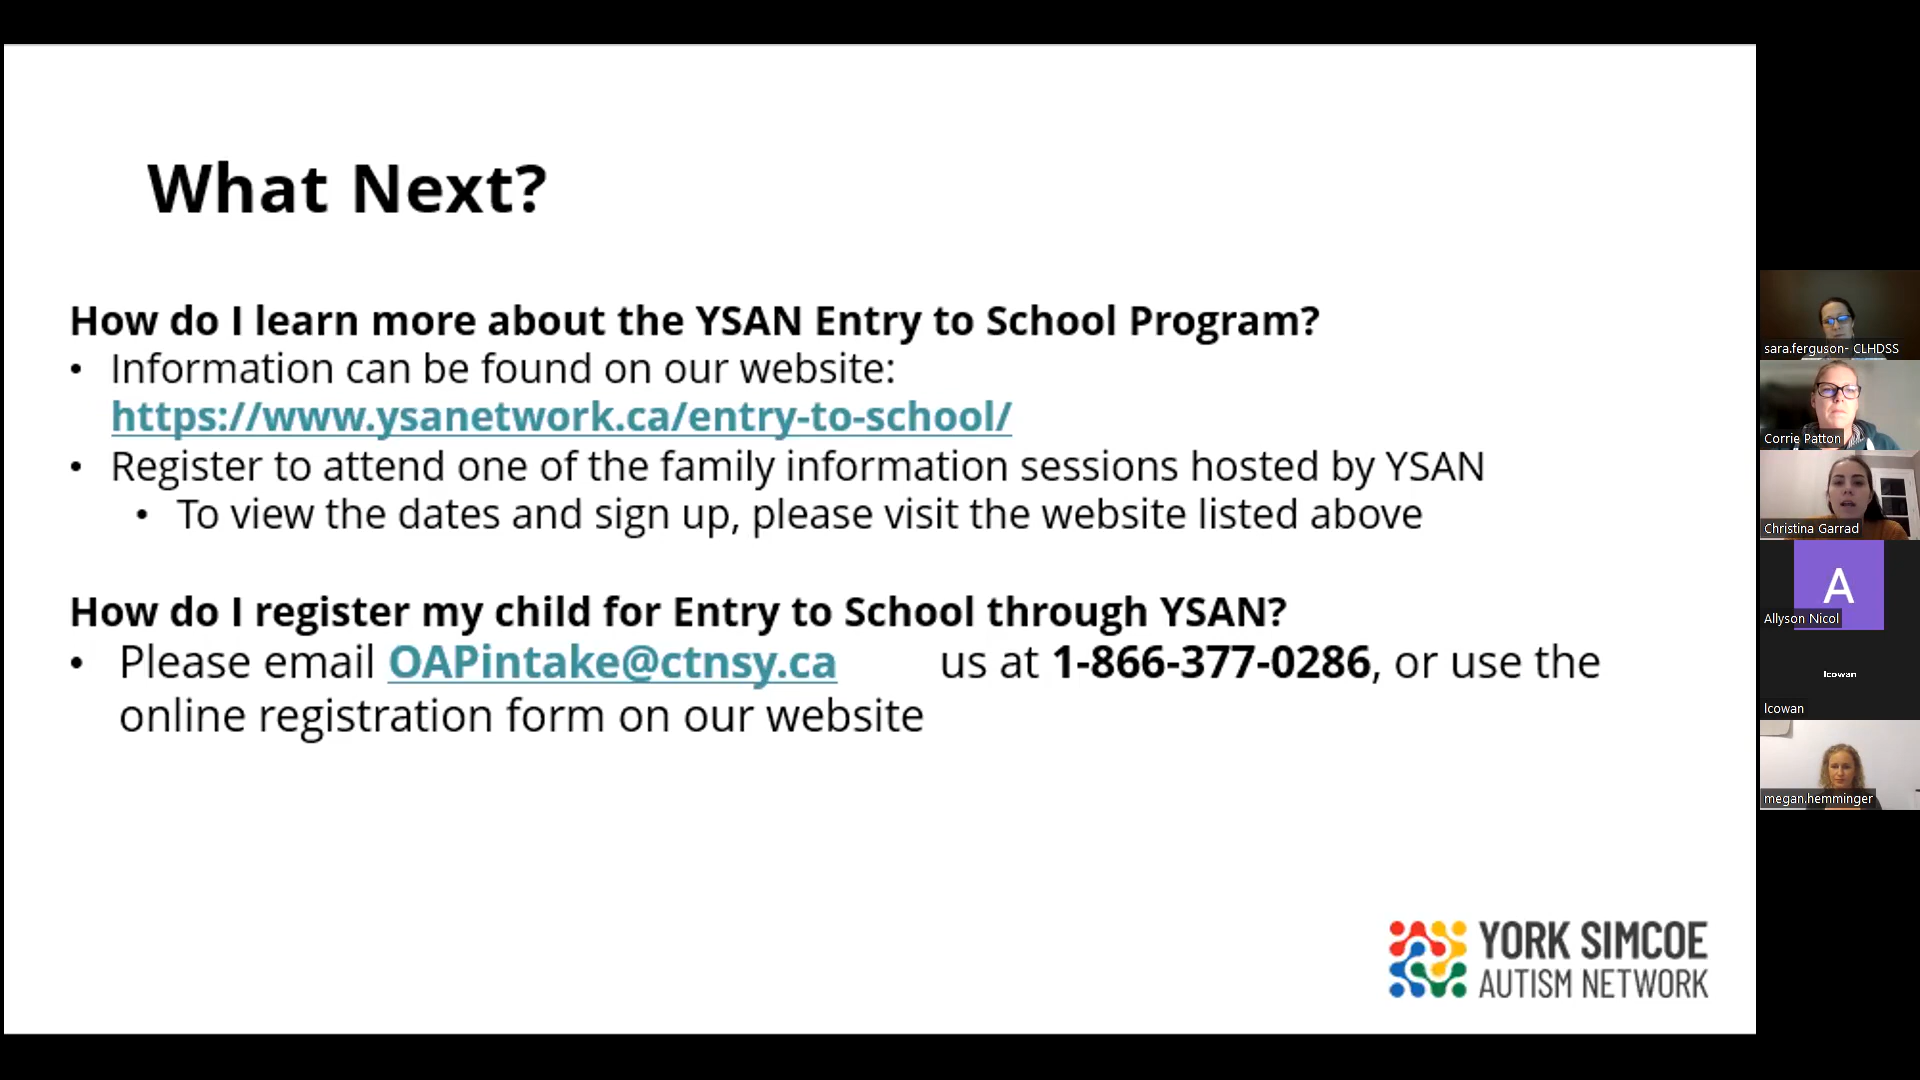 What Next?
How do I learn more about the YSAN Entry to School Program?
• Information can be found on our website:
https://www.ysanetwork.ca/entry-to-school/
• Register to attend one of the family information sessions hosted by YSAN
• To view the dates and sign up, please visit the website listed above
How do I register my child for Entry to School through YSAN?
• Please email OAPintake@ctnsy.ca us at 1-866-377-0286, or use the
online registration form on our website
YORK SIMCOE
AUTISM NETWORK
sara.ferguson- CLHDSS
Corrie Patton
Christina Garrad
A
Allyson Nicol
lcowan
lcowan
megan.hemminger